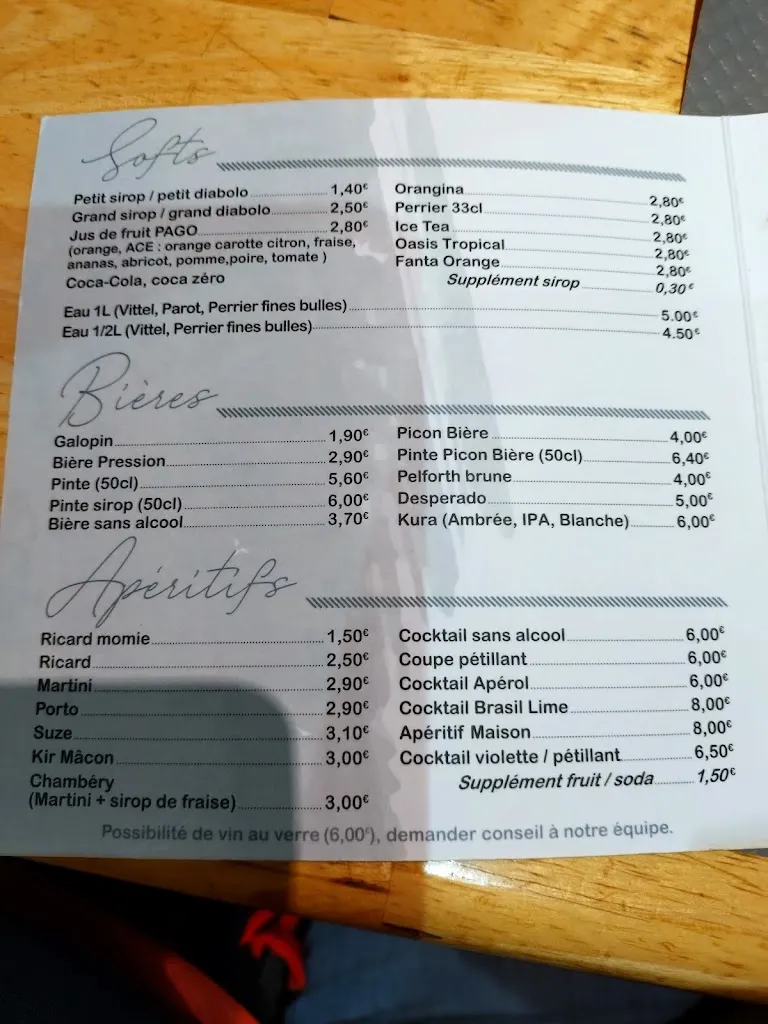 Softs
Petit sirop / petit diabolo 1,40€
Grand sirop / grand diabolo 2,50€
Jus de fruit PAGO 2,80€
(orange, ACE : orange carotte citron, fraise,
ananas, abricot, pomme,poire, tomate )
Coca-Cola, coca zéro
Orangina 2,80€
Perrier 33cl 2,80€
Ice Tea 2,80€
Oasis Tropical 2,80€
Fanta Orange 2,80€
Supplément sirop 0,30€
Eau 1L (Vittel, Parot, Perrier fines bulles) 5.00€
Eau 1/2L (Vittel, Perrier fines bulles) 4.50€
Bières
Galopin 1,90€
Bière Pression 2,90€
Pinte (50cl) 5,60€
Pinte sirop (50cl) 6,00€
Bière sans alcool 3,70€
Picon Bière 4,00€
Pinte Picon Bière (50cl) 6,40€
Pelforth brune 4,00€
Desperado 5,00€
Kura (Ambrée, IPA, Blanche) 6,00€
Apéritifs
Ricard momie 1,50€
Ricard 2,50€
Martini 2,90€
Porto 2,90€
Suze 3,10€
Kir Mâcon 3,00€
Chambéry
(Martini + sirop de fraise) 3,00€
Cocktail sans alcool 6,00€
Coupe pétillant 6,00€
Cocktail Apérol 6,00€
Cocktail Brasil Lime 8,00€
Apéritif Maison 8,00€
Cocktail violette / pétillant 6,50€
Supplément fruit / soda 1,50€
Possibilité de vin au verre (6,00€), demander conseil à notre équipe.